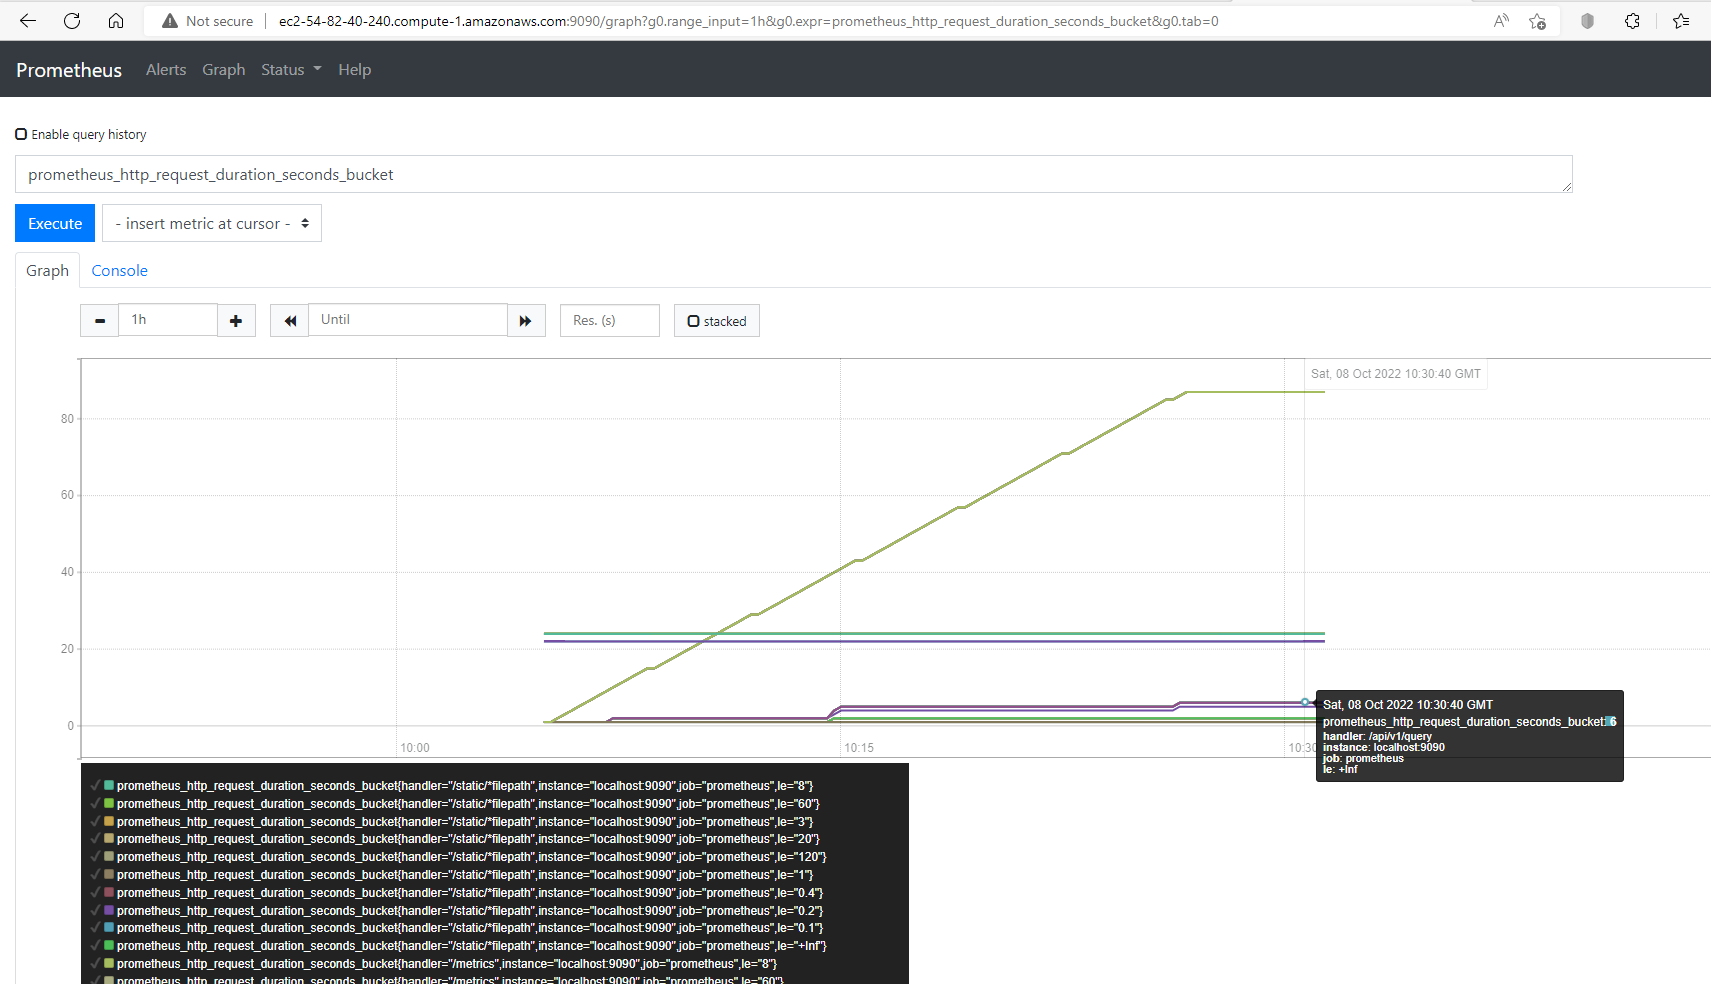 Not secure ec2-54-82-40-240.compute-1.amazonaws.com:9090/graph?g0.range_input=1h&g0.expr=prometheus_http_request_duration_seconds_bucket&g0.tab=0
Prometheus Alerts Graph Status Help
Enable query history
prometheus_http_request_duration_seconds_bucket
Execute - insert metric at cursor -
Graph Console
1h Until Res. (s) stacked
Sat, 08 Oct 2022 10:30:40 GMT
80
60
40
20
0
10:00 10:15 10:30
Sat, 08 Oct 2022 10:30:40 GMT
prometheus_http_request_duration_seconds_bucket: 6
handler: /api/v1/query
instance: localhost:9090
job: prometheus
le: +Inf
prometheus_http_request_duration_seconds_bucket{handler="/static/*filepath",instance="localhost:9090",job="prometheus",le="8"}
prometheus_http_request_duration_seconds_bucket{handler="/static/*filepath",instance="localhost:9090",job="prometheus",le="60"}
prometheus_http_request_duration_seconds_bucket{handler="/static/*filepath",instance="localhost:9090",job="prometheus",le="3"}
prometheus_http_request_duration_seconds_bucket{handler="/static/*filepath",instance="localhost:9090",job="prometheus",le="20"}
prometheus_http_request_duration_seconds_bucket{handler="/static/*filepath",instance="localhost:9090",job="prometheus",le="120"}
prometheus_http_request_duration_seconds_bucket{handler="/static/*filepath",instance="localhost:9090",job="prometheus",le="1"}
prometheus_http_request_duration_seconds_bucket{handler="/static/*filepath",instance="localhost:9090",job="prometheus",le="0.4"}
prometheus_http_request_duration_seconds_bucket{handler="/static/*filepath",instance="localhost:9090",job="prometheus",le="0.2"}
prometheus_http_request_duration_seconds_bucket{handler="/static/*filepath",instance="localhost:9090",job="prometheus",le="0.1"}
prometheus_http_request_duration_seconds_bucket{handler="/static/*filepath",instance="localhost:9090",job="prometheus",le="+Inf"}
prometheus_http_request_duration_seconds_bucket{handler="/metrics",instance="localhost:9090",job="prometheus",le="8"}
prometheus_http_request_duration_seconds_bucket{handler="/metrics",instance="localhost:9090",job="prometheus",le="60"}